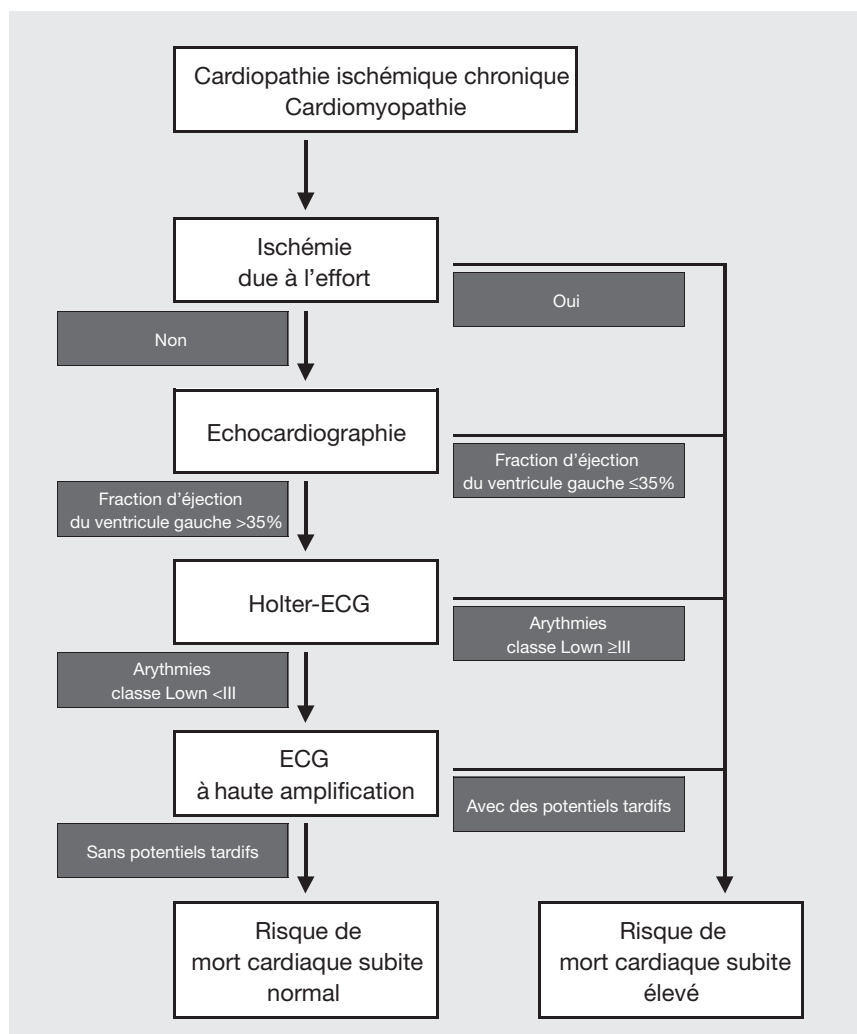 Cardiopathie ischémique chronique
Cardiomyopathie
Ischémie
due à l'effort
Oui
Non
Echocardiographie
Fraction d'éjection
du ventricule gauche ≤35%
Fraction d'éjection
du ventricule gauche >35%
Holter-ECG
Arythmies
classe Lown ≥III
Arythmies
classe Lown <III
ECG
à haute amplification
Avec des potentiels tardifs
Sans potentiels tardifs
Risque de
mort cardiaque subite
normal
Risque de
mort cardiaque subite
élevé